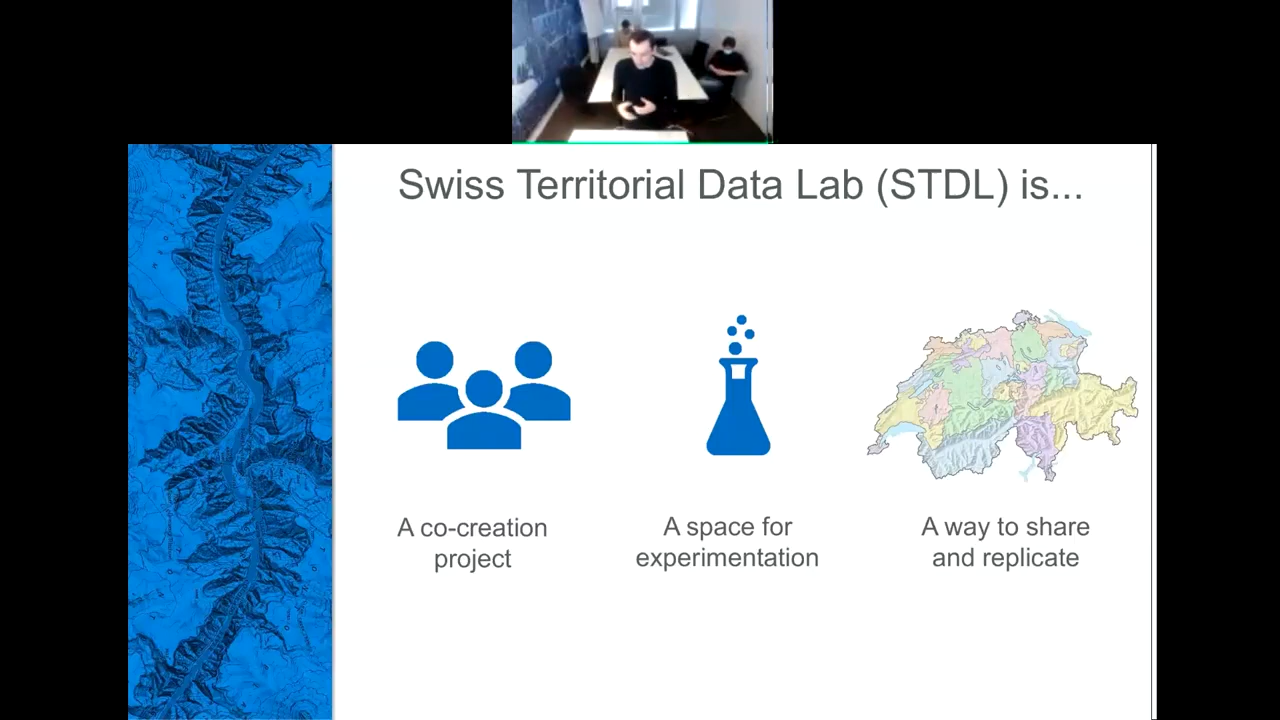 Swiss Territorial Data Lab (STDL) is...
A co-creation
project
A space for
experimentation
A way to share
and replicate